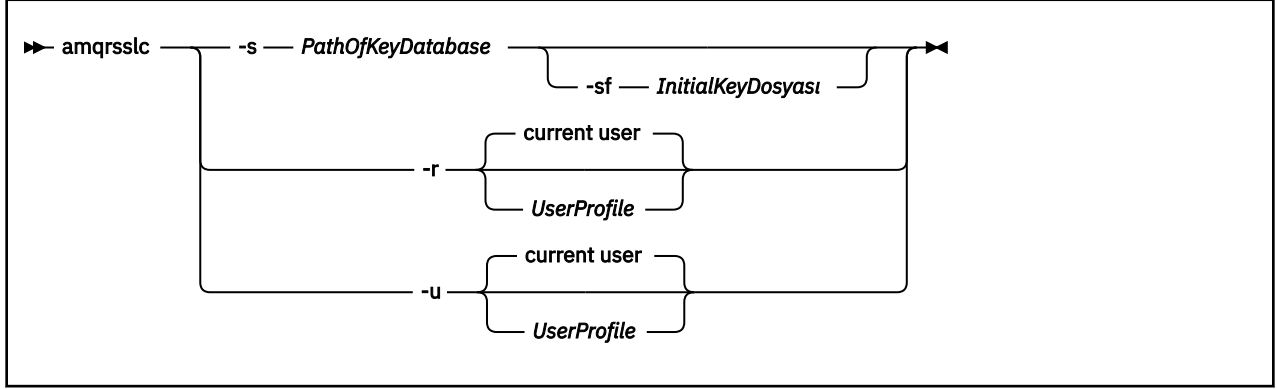 amqrsslc -s PathOfKeyDatabase
-sf InitialKeyDosyası
current user
-r
UserProfile
current user
-u
UserProfile